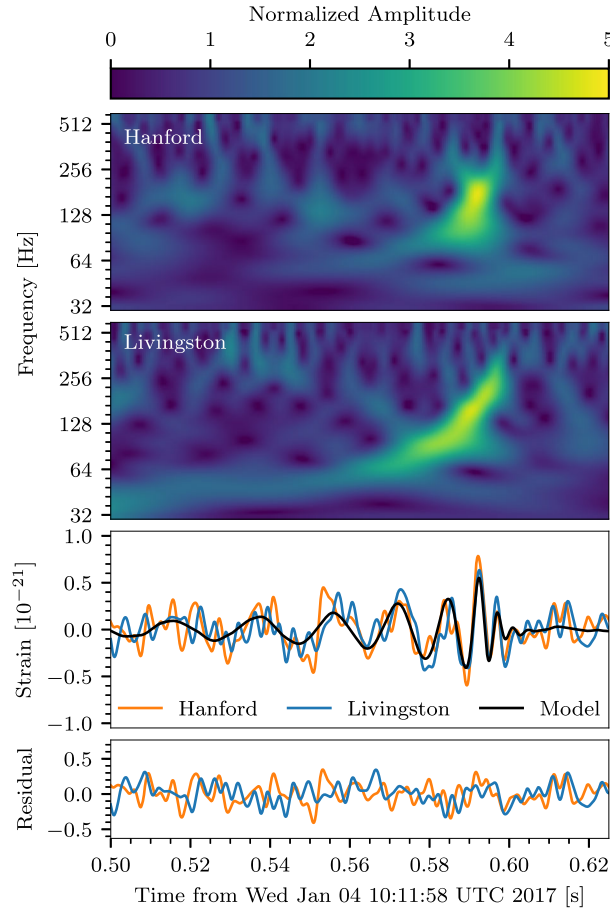 Normalized Amplitude
0 1 2 3 4 5
Hanford
512
256
128
64
32
Frequency [Hz]
Livingston
512
256
128
64
32
Strain [10⁻²¹]
1.0
0.5
0.0
−0.5
−1.0
Hanford Livingston Model
Residual
0.5
0.0
−0.5
0.50 0.52 0.54 0.56 0.58 0.60 0.62
Time from Wed Jan 04 10:11:58 UTC 2017 [s]